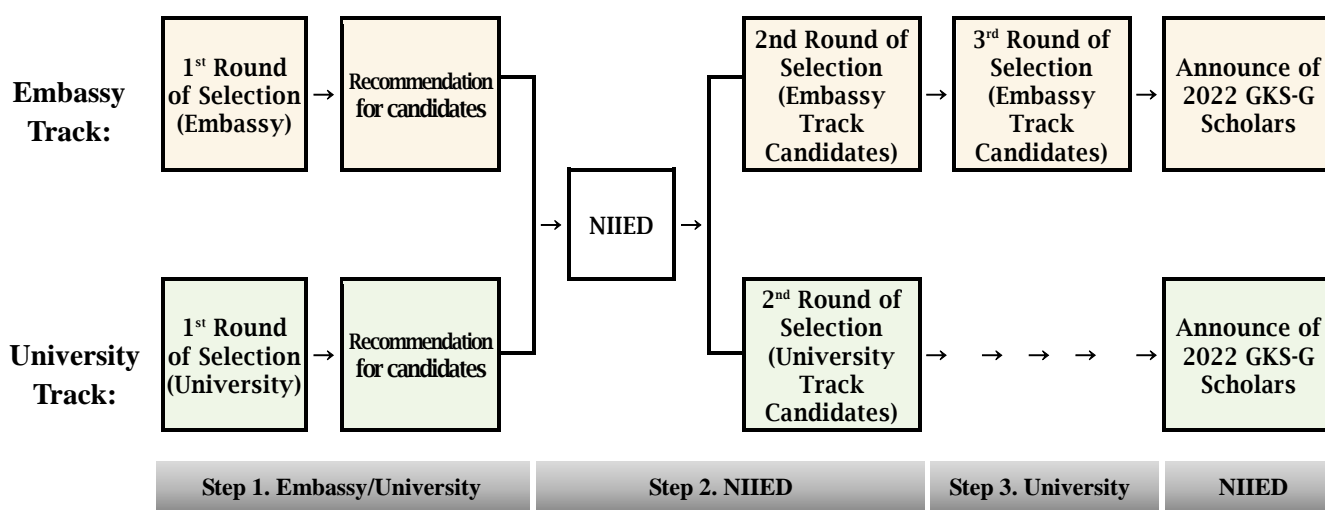 Embassy
Track:
1st Round
of Selection
(Embassy)
→
Recommendation
for candidates
→
NIIED
→
2nd Round of
Selection
(Embassy
Track
Candidates)
→
3rd Round of
Selection
(Embassy
Track
Candidates)
→
Announce of
2022 GKS-G
Scholars
University
Track:
1st Round
of Selection
(University)
→
Recommendation
for candidates
2nd Round of
Selection
(University
Track
Candidates)
→ → → → →
Announce of
2022 GKS-G
Scholars
Step 1. Embassy/University
Step 2. NIIED
Step 3. University
NIIED